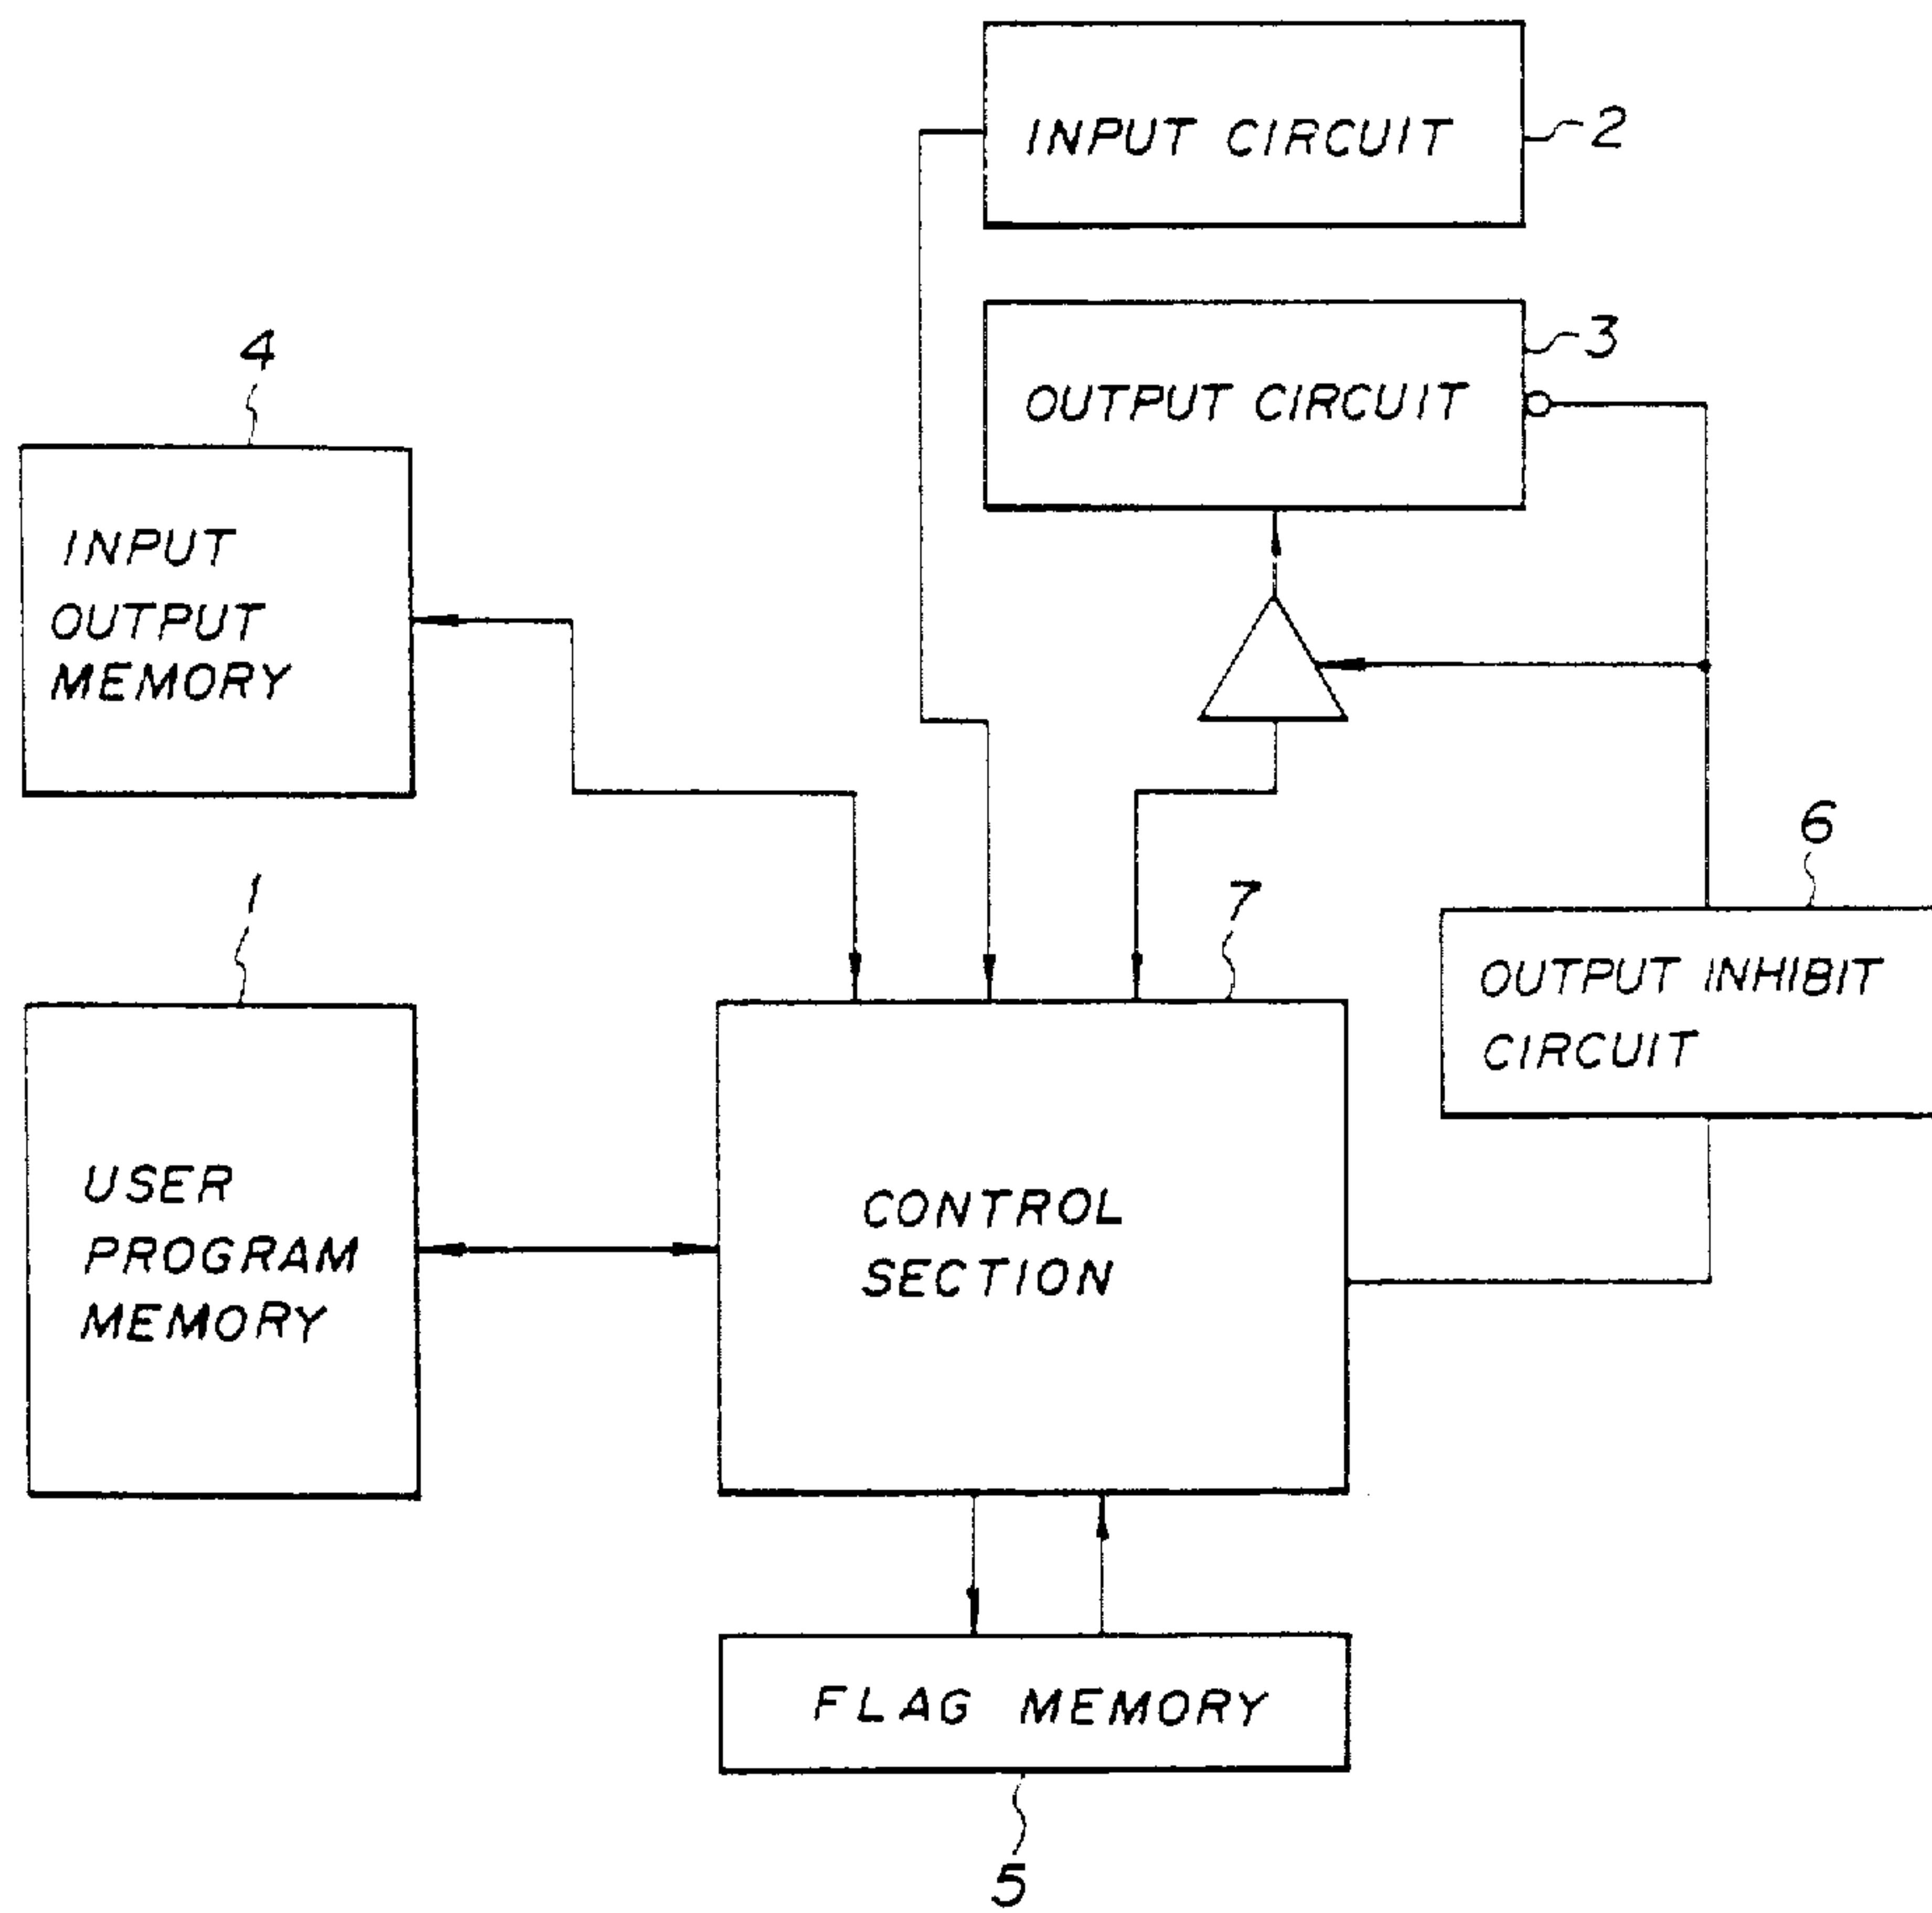 INPUT CIRCUIT
2
3
OUTPUT CIRCUIT
4
INPUT
OUTPUT
MEMORY
6
OUTPUT INHIBIT
CIRCUIT
1
7
USER
PROGRAM
MEMORY
CONTROL
SECTION
FLAG MEMORY
5